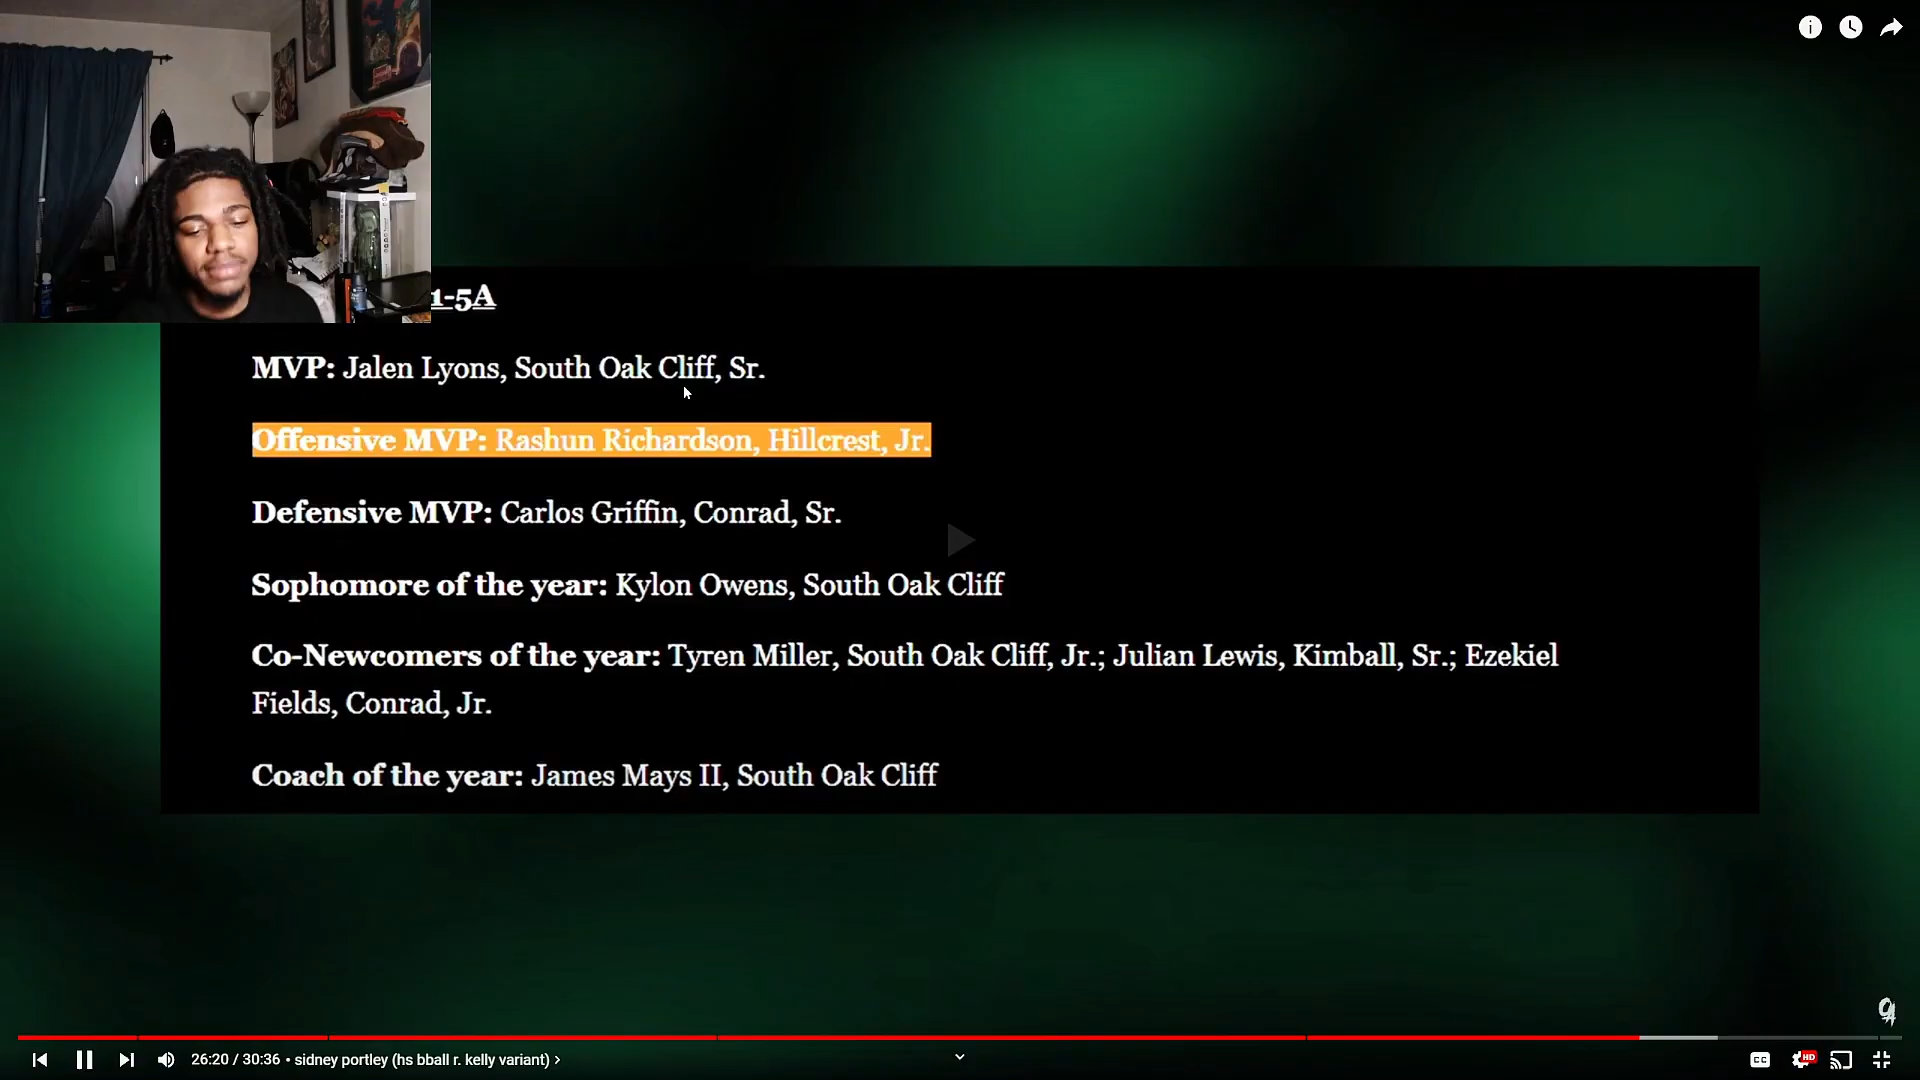 1-5A
MVP: Jalen Lyons, South Oak Cliff, Sr.
Offensive MVP: Rashun Richardson, Hillcrest, Jr.
Defensive MVP: Carlos Griffin, Conrad, Sr.
Sophomore of the year: Kylon Owens, South Oak Cliff
Co-Newcomers of the year: Tyren Miller, South Oak Cliff, Jr.; Julian Lewis, Kimball, Sr.; Ezekiel
Fields, Conrad, Jr.
Coach of the year: James Mays II, South Oak Cliff
26:20 / 30:36 • sidney portley (hs bball r. kelly variant) >
CC
HD